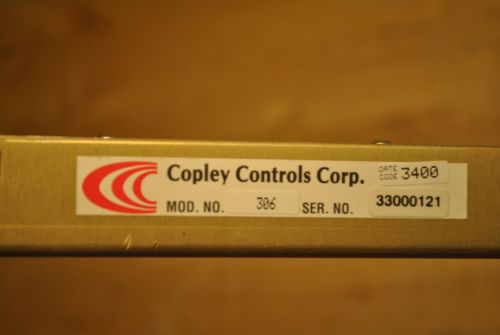 Copley Controls Corp. DATE CODE 3400
MOD. NO. 306 SER. NO. 33000121